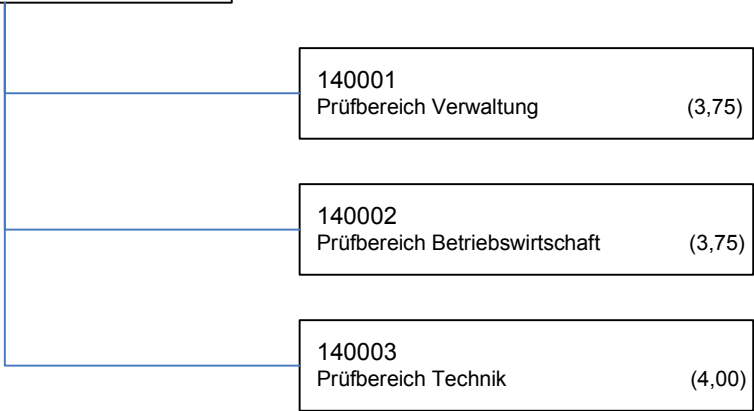 140001
Prüfbereich Verwaltung (3,75)
140002
Prüfbereich Betriebswirtschaft (3,75)
140003
Prüfbereich Technik (4,00)